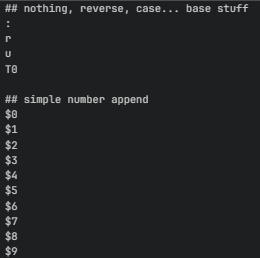 ## nothing, reverse, case... base stuff
:
r
u
T0

## simple number append
$0
$1
$2
$3
$4
$5
$6
$7
$8
$9